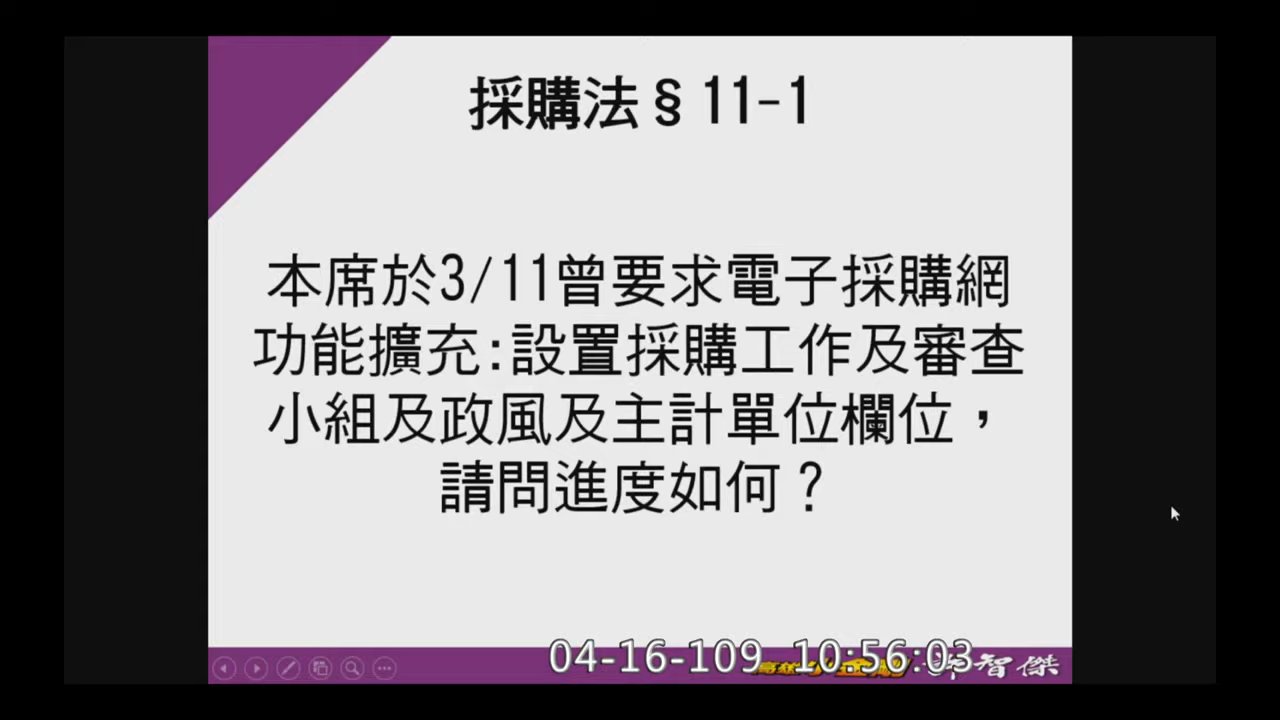 採購法§11-1
本席於3/11曾要求電子採購網
功能擴充:設置採購工作及審查
小組及政風及主計單位欄位，
請問進度如何？
04-16-109 10:56:03
智傑